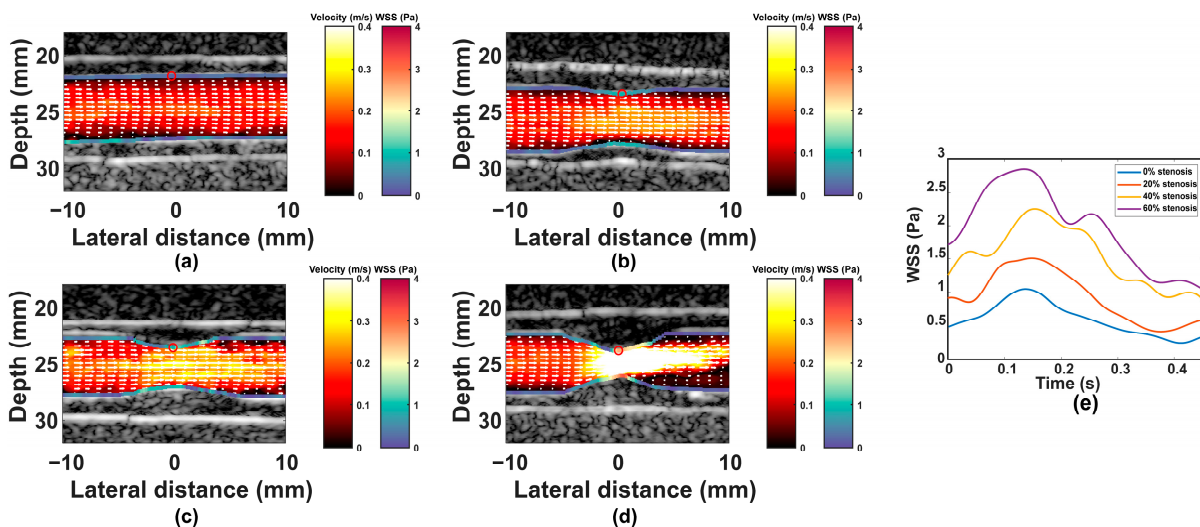 Velocity (m/s) WSS (Pa)
0.4 4
0.3 3
0.2 2
0.1 1
0 0
20
25
30
Depth (mm)
−10 0 10
Lateral distance (mm)
(a)
Velocity (m/s) WSS (Pa)
0.4 4
0.3 3
0.2 2
0.1 1
0 0
20
25
30
Depth (mm)
−10 0 10
Lateral distance (mm)
(b)
Velocity (m/s) WSS (Pa)
0.4 4
0.3 3
0.2 2
0.1 1
0 0
20
25
30
Depth (mm)
−10 0 10
Lateral distance (mm)
(c)
Velocity (m/s) WSS (Pa)
0.4 4
0.3 3
0.2 2
0.1 1
0 0
20
25
30
Depth (mm)
−10 0 10
Lateral distance (mm)
(d)
3
2.5
2
1.5
1
0.5
0
WSS (Pa)
0% stenosis
20% stenosis
40% stenosis
60% stenosis
0 0.1 0.2 0.3 0.4
Time (s)
(e)